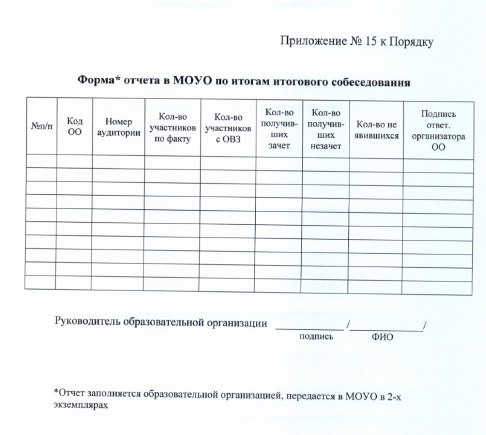 Приложение № 15 к Порядку
Форма* отчета в МОУО по итогам итогового собеседования
№п/п
Код
ОО
Номер
аудитории
Кол-во
участников
по факту
Кол-во
участников
с ОВЗ
Кол-во
получив-
ших
зачет
Кол-во
получив-
ших
незачет
Кол-во не
явившихся
Подпись
ответ.
организатора
ОО
Руководитель образовательной организации ____________ /____________/
подпись ФИО
*Отчет заполняется образовательной организацией, передается в МОУО в 2-х
экземплярах